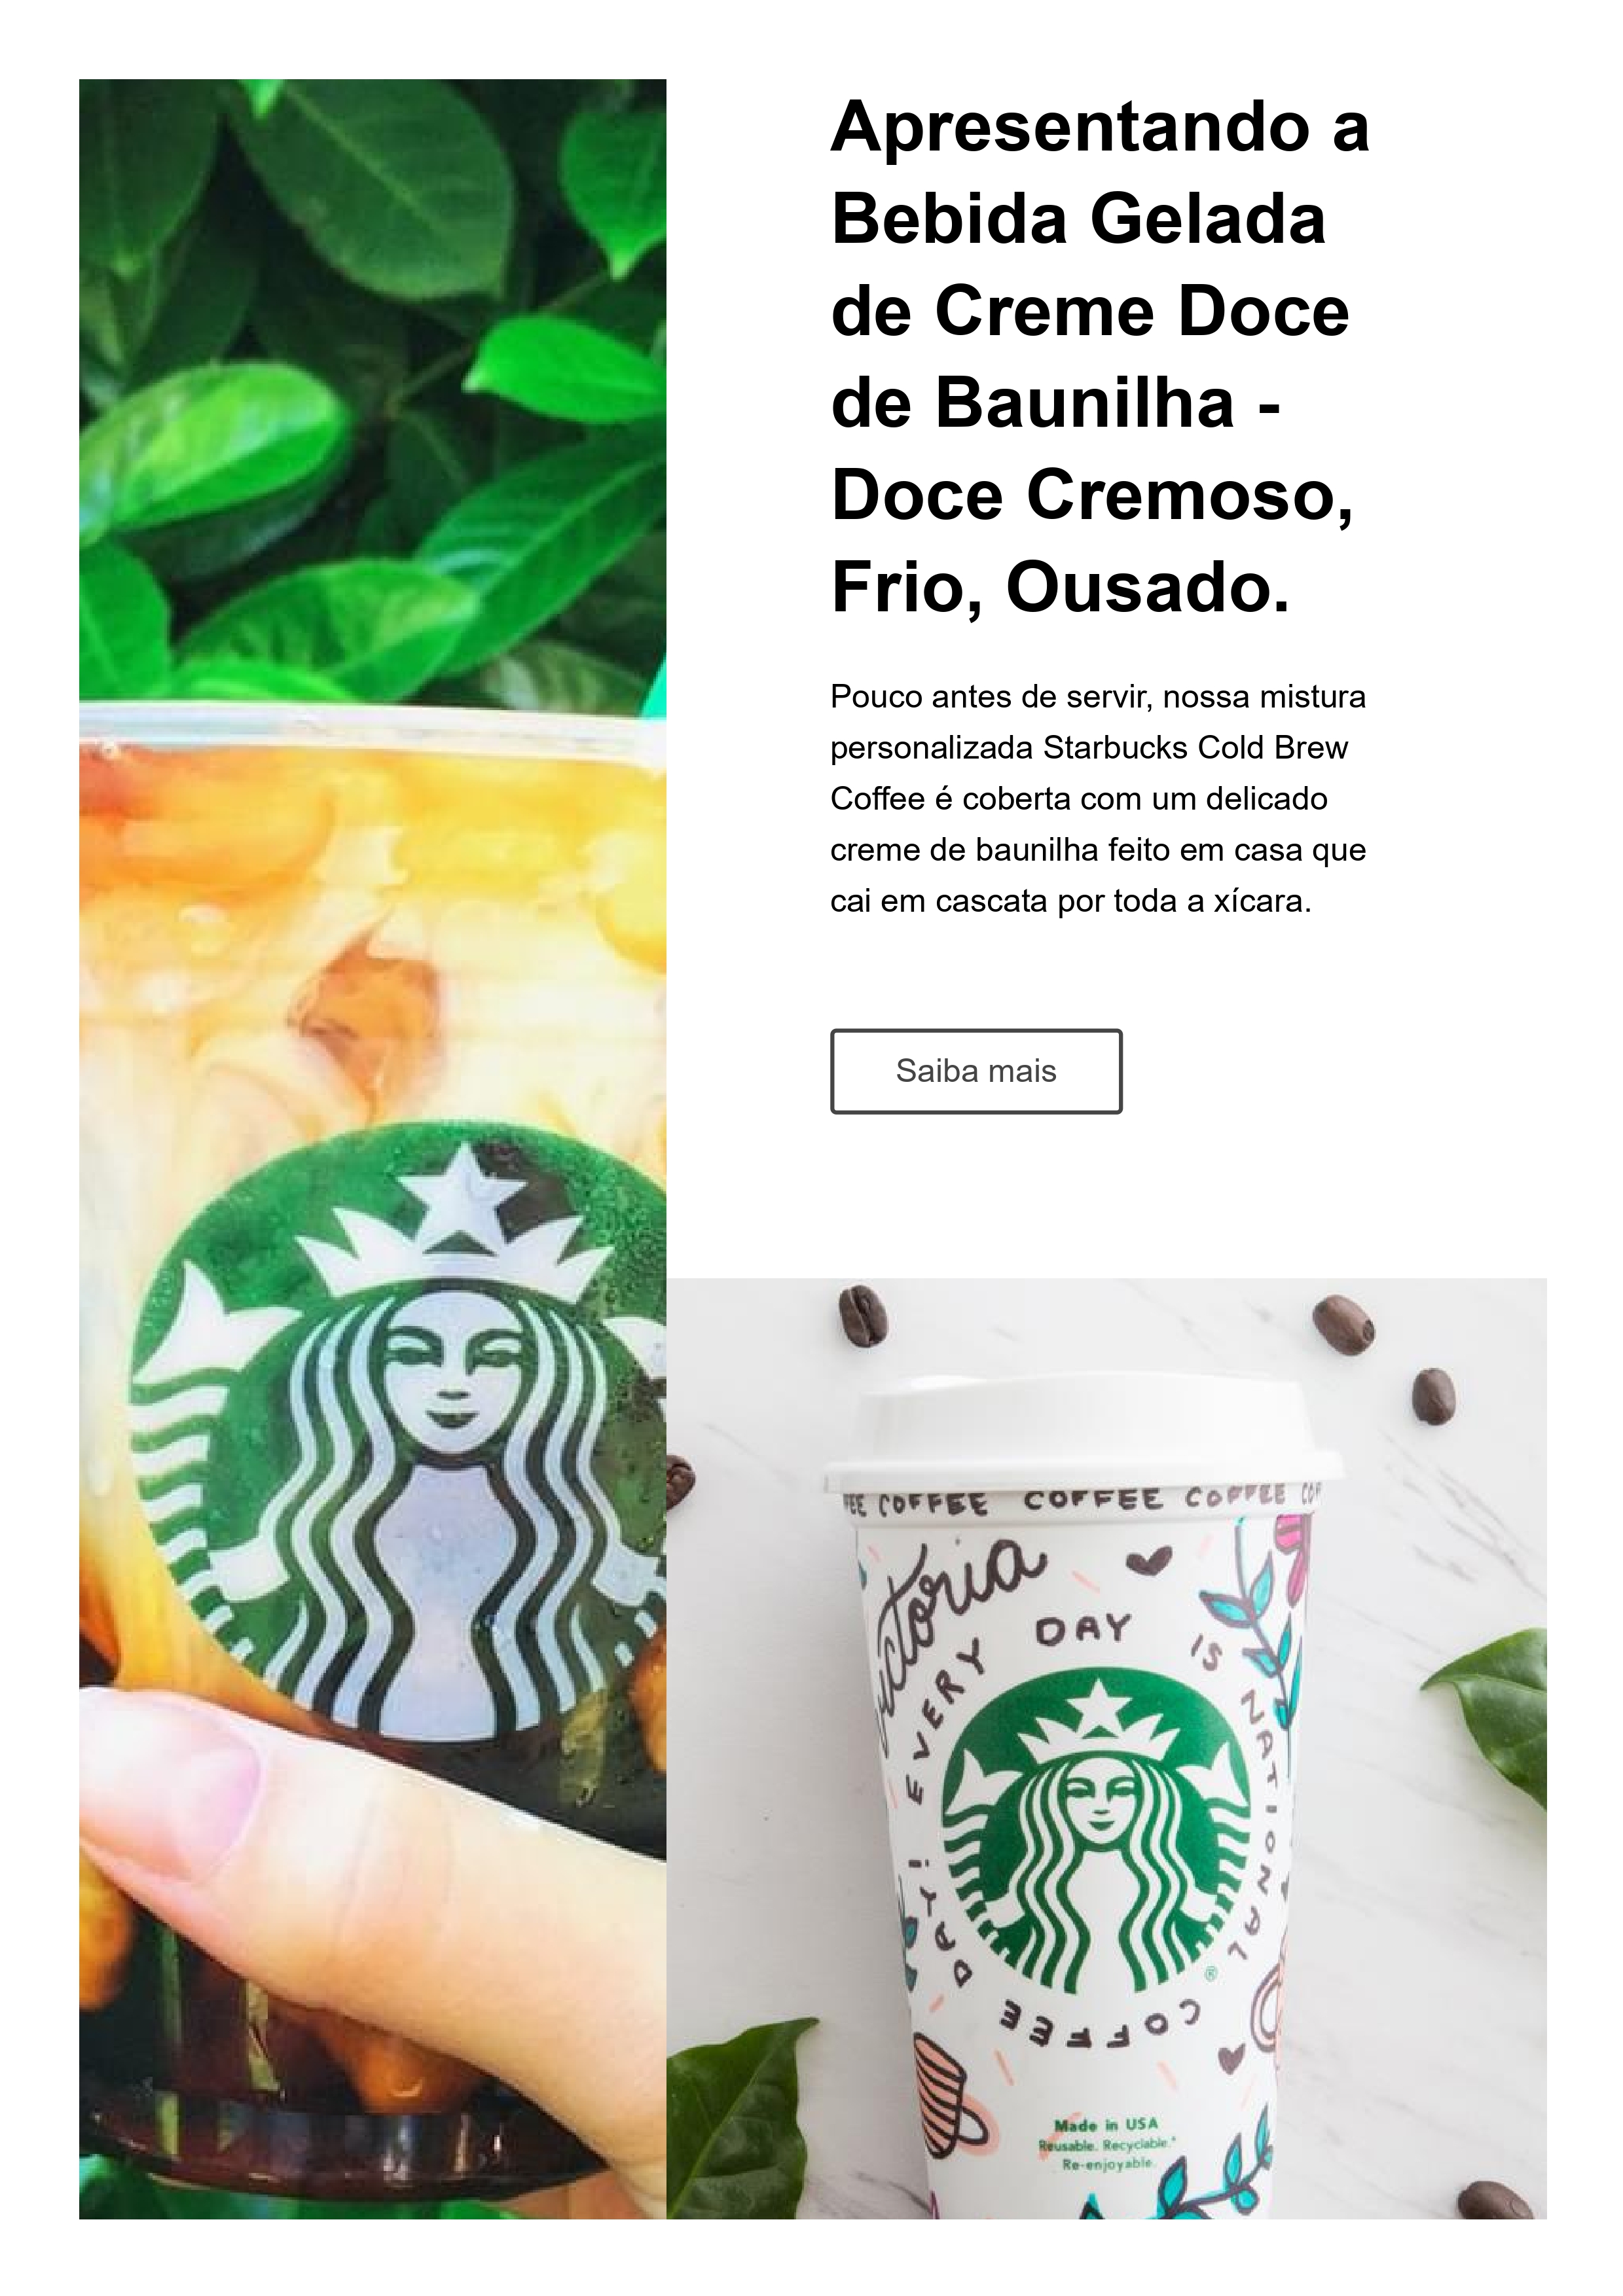 Apresentando a
Bebida Gelada
de Creme Doce
de Baunilha -
Doce Cremoso,
Frio, Ousado.
Pouco antes de servir, nossa mistura
personalizada Starbucks Cold Brew
Coffee é coberta com um delicado
creme de baunilha feito em casa que
cai em cascata por toda a xícara.
Saiba mais
COFFEE COFFEE COFFEE
Victoria
EVERY DAY IS NATIONAL COFFEE DAY!
®
Made in USA
Reusable. Recyclable.*
Re-enjoyable.